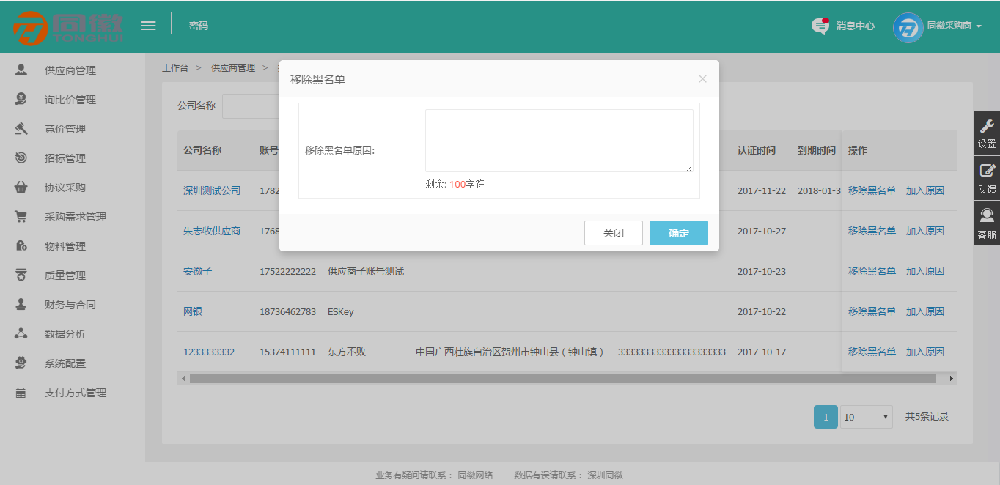 同徽
TONGHUI
密码
消息中心
同徽采购商
供应商管理
询比价管理
竞价管理
招标管理
协议采购
采购需求管理
物料管理
质量管理
财务与合同
数据分析
系统配置
支付方式管理
工作台 > 供应商管理 >
公司名称
移除黑名单
×
移除黑名单原因:
剩余: 100字符
关闭
确定
公司名称 账号 认证时间 到期时间 操作
深圳测试公司 1782 2017-11-22 2018-01-3 移除黑名单 加入原因
朱志牧供应商 1768 2017-10-27 移除黑名单 加入原因
安徽子 17522222222 供应商子账号测试 2017-10-23 移除黑名单 加入原因
网银 18736462783 ESKey 2017-10-22 移除黑名单 加入原因
1233333332 15374111111 东方不败 中国广西壮族自治区贺州市钟山县（钟山镇） 333333333333333333333 2017-10-17 移除黑名单 加入原因
1 10 共5条记录
设置
反馈
客服
业务有疑问请联系： 同徽网络 数据有误请联系： 深圳同徽